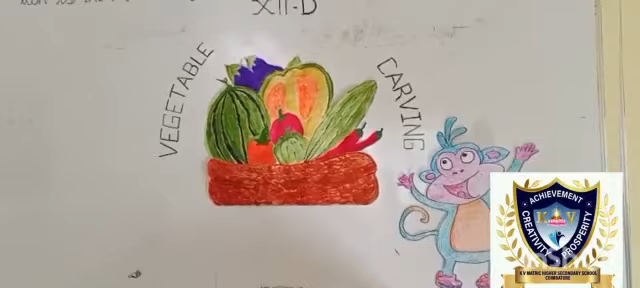 XII-D
VEGETABLE
CARVING
ACHIEVEMENT
CREATIVITY
PROSPERITY
K V
K.V MATRIC HIGHER SECONDARY SCHOOL
COIMBATORE